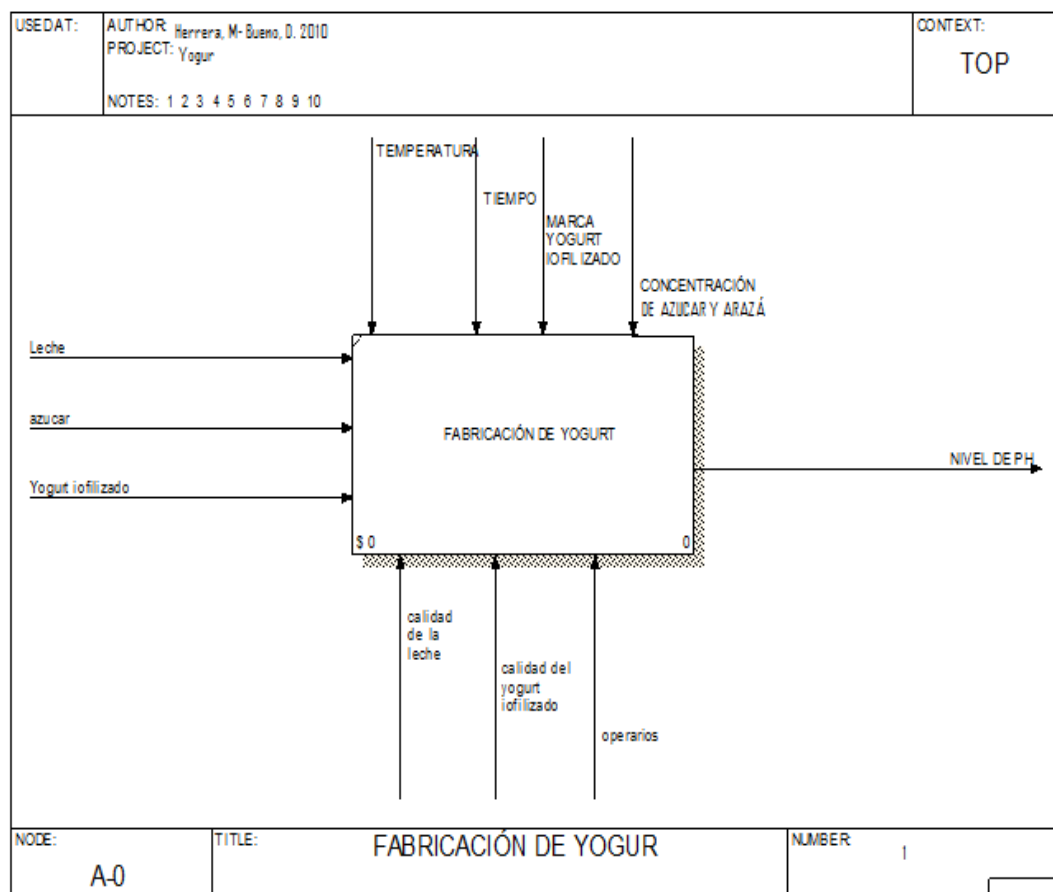 USEDAT:
AUTHOR: Herrera, M- Bueno, D. 2010
PROJECT: Yogur
NOTES: 1 2 3 4 5 6 7 8 9 10
CONTEXT:
TOP
TEMPERATURA
TIEMPO
MARCA
YOGURT
IOFILIZADO
CONCENTRACIÓN
DE AZUCAR Y ARAZÁ
Leche
azucar
Yogurt iofilizado
FABRICACIÓN DE YOGURT
NIVEL DE PH
$ 0
0
calidad
de la
leche
calidad del
yogurt
iofilizado
operarios
NODE:
A-0
TITLE:
FABRICACIÓN DE YOGUR
NUMBER:
1